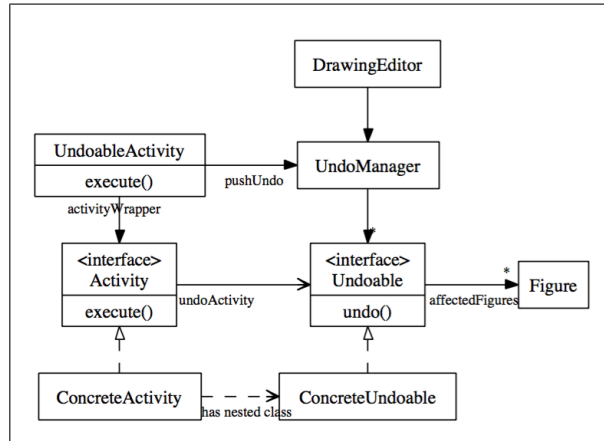 DrawingEditor
UndoableActivity
execute()
pushUndo
UndoManager
activityWrapper
*
<interface>
Activity
execute()
undoActivity
<interface>
Undoable
undo()
*
affectedFigures
Figure
ConcreteActivity
has nested class
ConcreteUndoable